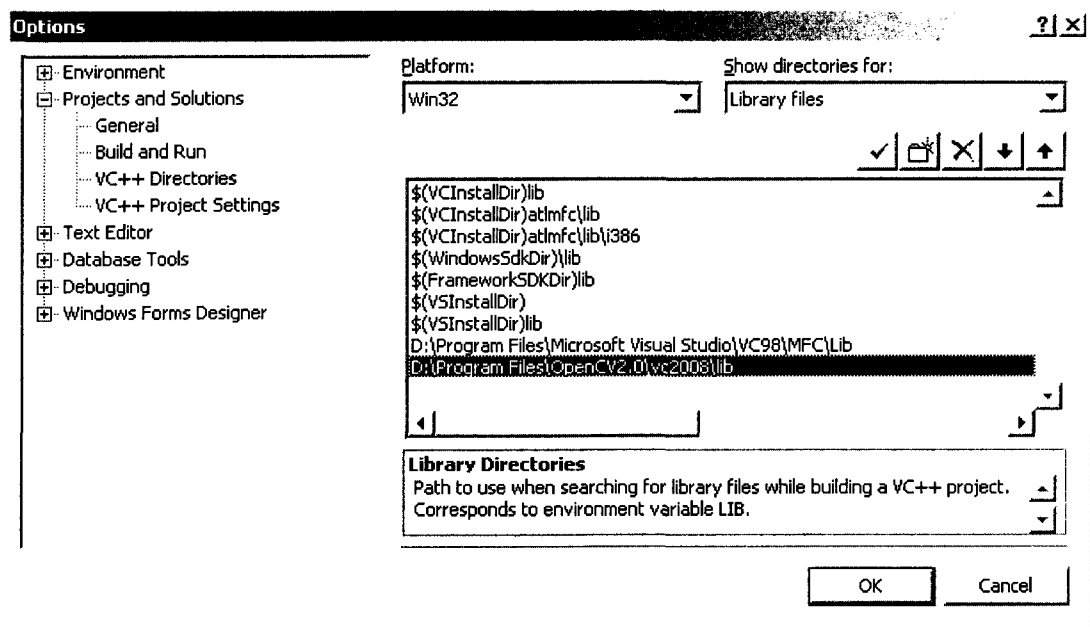 Options
Environment
Projects and Solutions
General
Build and Run
VC++ Directories
VC++ Project Settings
Text Editor
Database Tools
Debugging
Windows Forms Designer
Platform:
Win32
Show directories for:
Library files
$(VCInstallDir)lib
$(VCInstallDir)atlmfc\lib
$(VCInstallDir)atlmfc\lib\i386
$(WindowsSdkDir)\lib
$(FrameworkSDKDir)lib
$(VSInstallDir)
$(VSInstallDir)lib
D:\Program Files\Microsoft Visual Studio\VC98\MFC\Lib
D:\Program Files\OpenCV2.0\vc2008\lib
Library Directories
Path to use when searching for library files while building a VC++ project.
Corresponds to environment variable LIB.
OK
Cancel